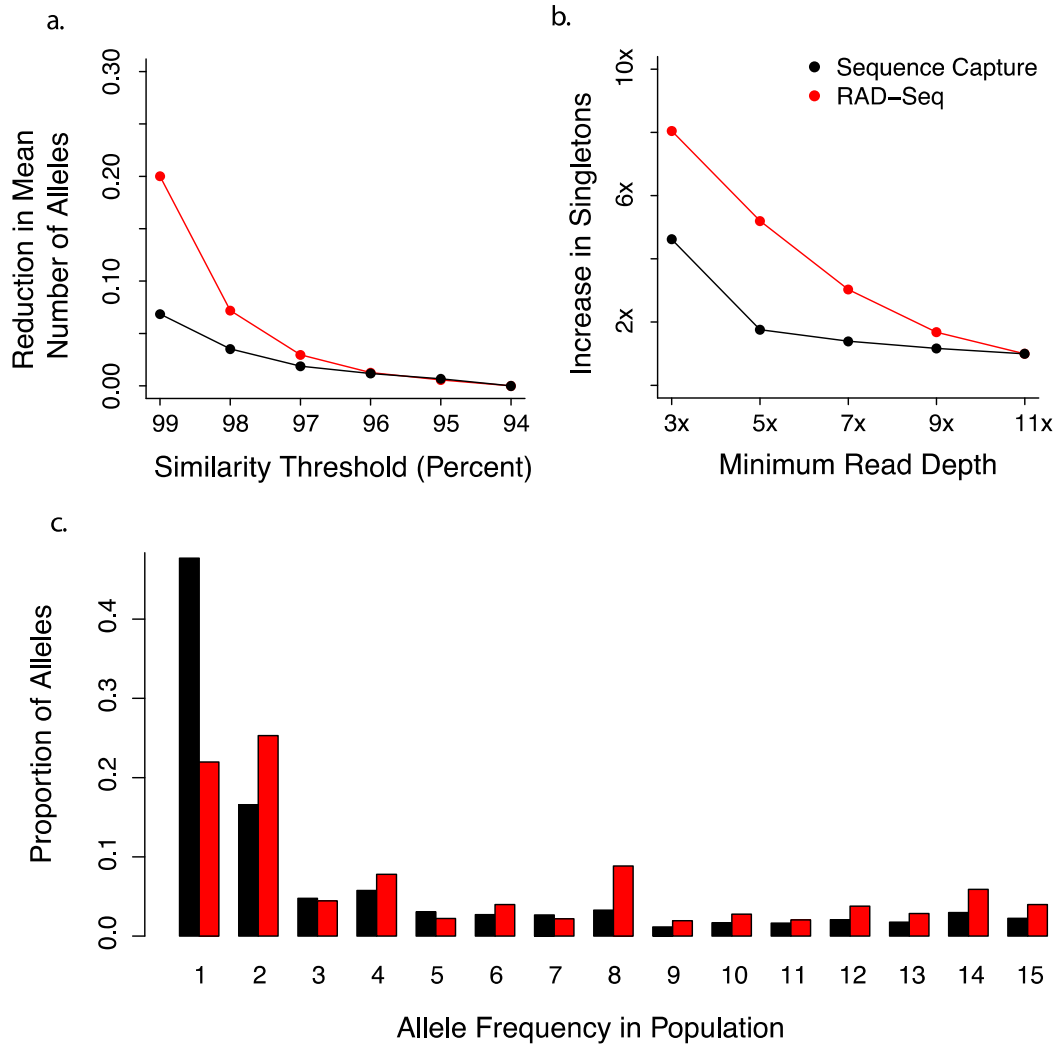 a.
Reduction in Mean
Number of Alleles
0.00
0.10
0.20
0.30
99
98
97
96
95
94
Similarity Threshold (Percent)
b.
Increase in Singletons
2x
6x
10x
Sequence Capture
RAD-Seq
3x
5x
7x
9x
11x
Minimum Read Depth
c.
Proportion of Alleles
0.0
0.1
0.2
0.3
0.4
1
2
3
4
5
6
7
8
9
10
11
12
13
14
15
Allele Frequency in Population